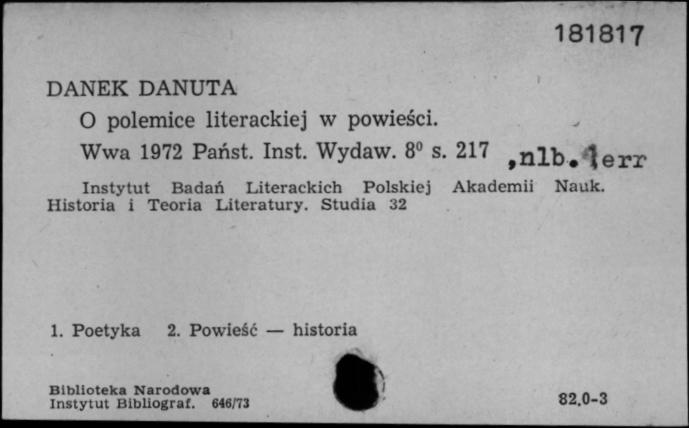 181817
DANEK DANUTA
O polemice literackiej w powieści.
Wwa 1972 Państ. Inst. Wydaw. 8⁰ s. 217 ,nlb. 1err
Instytut Badań Literackich Polskiej Akademii Nauk.
Historia i Teoria Literatury. Studia 32
1. Poetyka 2. Powieść — historia
Biblioteka Narodowa
Instytut Bibliograf. 646/73
82.0-3